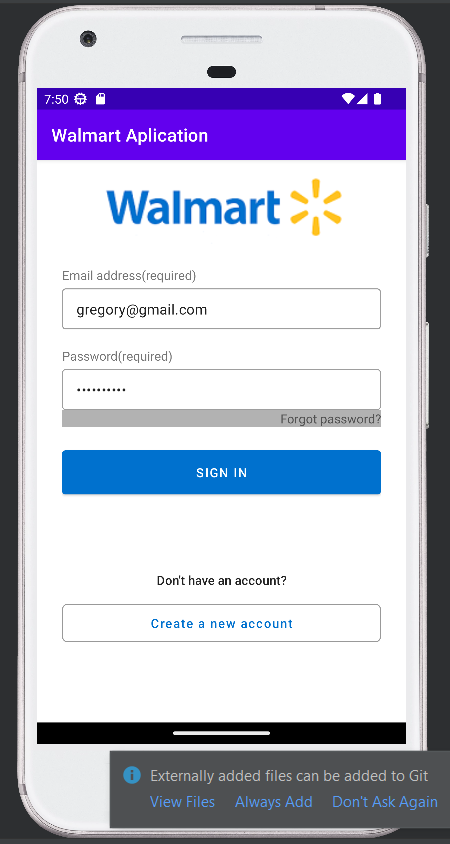 7:50
Walmart Aplication
Walmart
Email address(required)
gregory@gmail.com
Password(required)
••••••••••
Forgot password?
SIGN IN
Don't have an account?
Create a new account
Externally added files can be added to Git
View Files Always Add Don't Ask Again